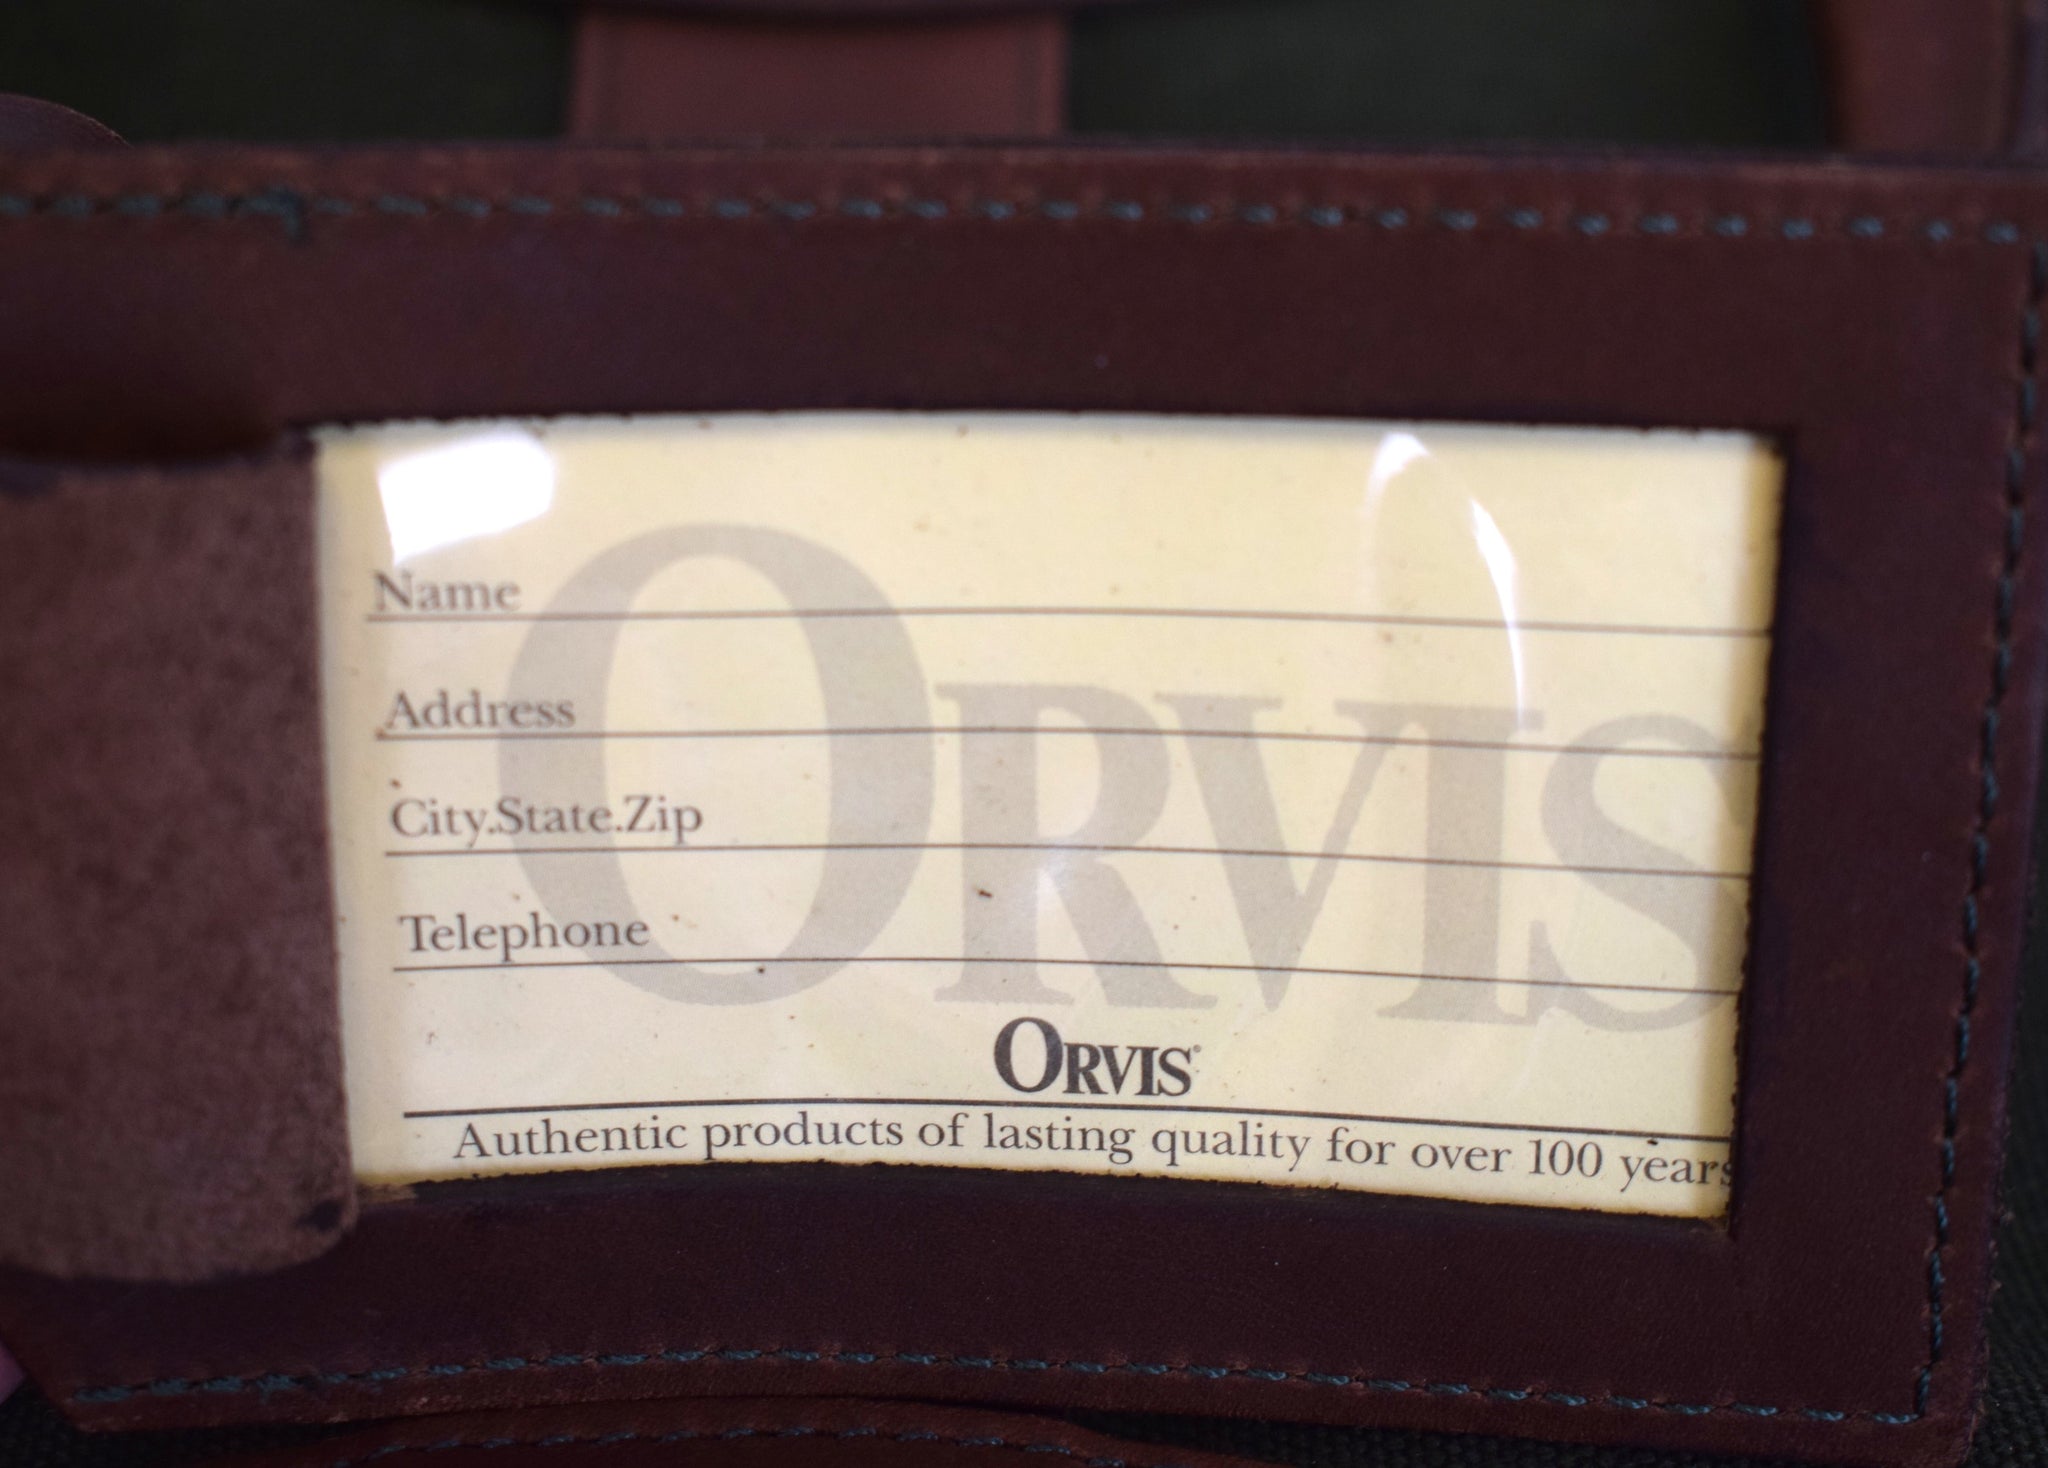 Name
Address
City.State.Zip
Telephone
ORVIS
ORVIS®
Authentic products of lasting quality for over 100 years